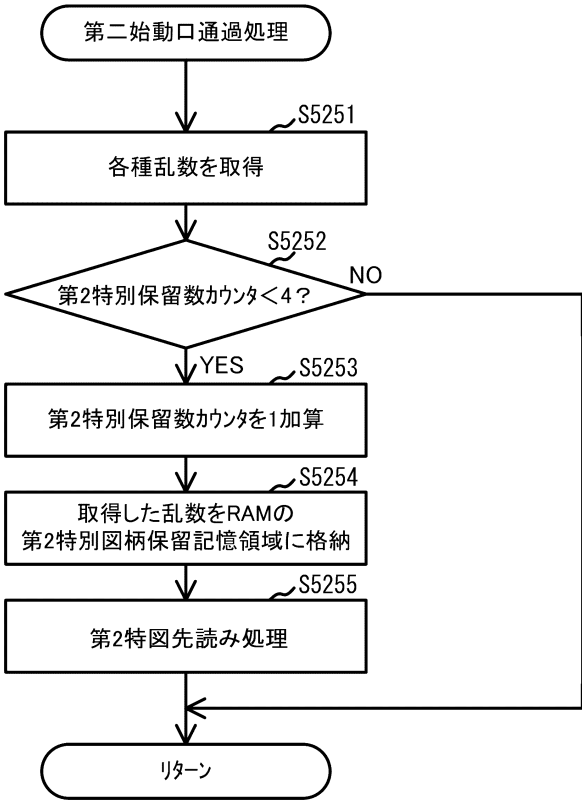 第二始動口通過処理
S5251
各種乱数を取得
S5252
第2特別保留数ｶｳﾝﾀ＜4？
NO
YES
S5253
第2特別保留数ｶｳﾝﾀを1加算
S5254
取得した乱数をRAMの
第2特別図柄保留記憶領域に格納
S5255
第2特図先読み処理
ﾘﾀｰﾝ